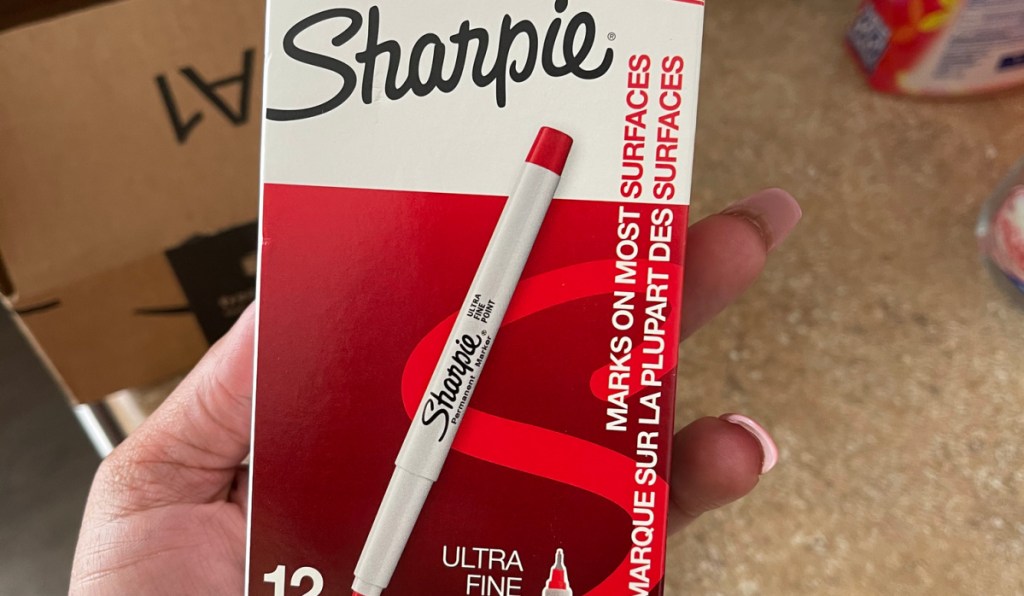 Sharpie®
MARKS ON MOST SURFACES
MARQUE SUR LA PLUPART DES SURFACES
ULTRA
FINE
POINT
Sharpie®
Permanent Marker
ULTRA
FINE
12
A1